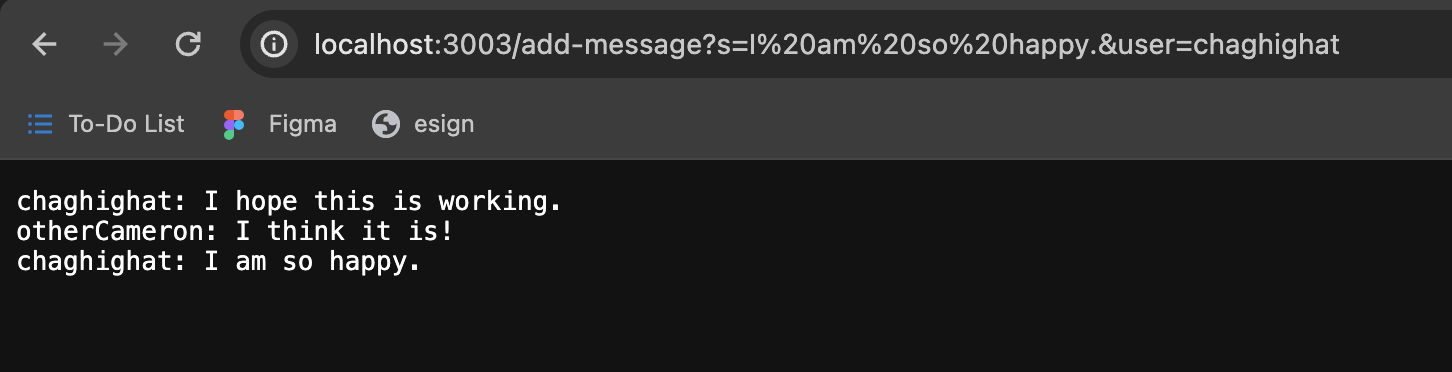 localhost:3003/add-message?s=I%20am%20so%20happy.&user=chaghighat
To-Do List Figma esign
chaghighat: I hope this is working.
otherCameron: I think it is!
chaghighat: I am so happy.